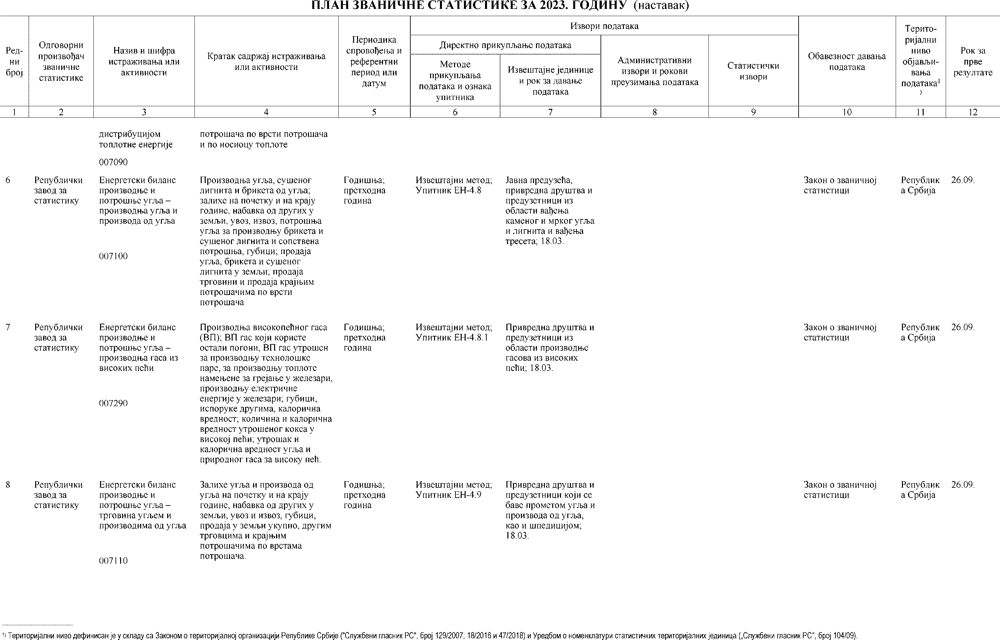 ПЛАН ЗВАНИЧНЕ СТАТИСТИКЕ ЗА 2023. ГОДИНУ (наставак)
Ред-
ни
број
Одговорни
произвођач
званичне
статистике
Назив и шифра
истраживања или
активности
Кратак садржај истраживања
или активности
Периодика
спровођења и
референтни
период или
датум
Извори података
Директно прикупљање података
Методе
прикупљања
података и ознака
упитника
Извештајне јединице
и рок за давање
података
Административни
извори и рокови
преузимања података
Статистички
извори
Обавезност давања
података
Терито-
ријални
ниво
објављи-
вања
података¹
⁾
Рок за
прве
резултате
1 2 3 4 5 6 7 8 9 10 11 12
дистрибуцијом
топлотне енергије
007090
потрошача по врсти потрошача
и по носиоцу топлоте
6
Републички
завод за
статистику
Енергетски биланс
производње и
потрошње угља –
производња угља и
производа од угља
007100
Производња угља, сушеног
лигнита и брикета од угља;
залихе на почетку и на крају
године, набавка од других у
земљи, увоз, извоз, потрошња
угља за производњу брикета и
сушеног лигнита и сопствена
потрошња, губици; продаја
угља, брикета и сушеног
лигнита у земљи; продаја
трговини и продаја крајњим
потрошачима по врсти
потрошача
Годишња;
претходна
година
Извештајни метод;
Упитник ЕН-4.8
Јавна предузећа,
привредна друштва и
предузетници из
области вађења
каменог и мрког угља
и лигнита и вађења
тресета; 18.03.
Закон о званичној
статистици
Републик
а Србија
26.09.
7
Републички
завод за
статистику
Енергетски биланс
производње и
потрошње угља –
производња гаса из
високих пећи
007290
Производња високопећног гаса
(ВП); ВП гас који користе
остали погони, ВП гас утрошен
за производњу технолошке
паре, за производњу топлоте
намењене за грејање у железари,
производњу електричне
енергије у железари; губици,
испоруке другима, калорична
вредност; количина и калорична
вредност утрошеног кокса у
високој пећи; утрошак и
калорична вредност угља и
природног гаса за високу пећ.
Годишња;
претходна
година
Извештајни метод;
Упитник ЕН-4.8.1
Привредна друштва и
предузетници из
области производње
гасова из високих
пећи; 18.03.
Закон о званичној
статистици
Републик
а Србија
26.09.
8
Републички
завод за
статистику
Енергетски биланс
производње и
потрошње угља –
трговина угљем и
производима од угља
007110
Залихе угља и производа од
угља на почетку и на крају
године, набавка од других у
земљи, увоз и извоз, губици,
продаја у земљи укупно, другим
трговцима и крајњим
потрошачима по врстама
потрошача.
Годишња;
претходна
година
Извештајни метод;
Упитник ЕН-4.9
Привредна друштва и
предузетници који се
баве прометом угља и
производа од угља,
као и шпедицијом;
18.03.
Закон о званичној
статистици
Републик
а Србија
26.09.
¹⁾ Територијални ниво дефинисан је у складу са Законом о територијалној организацији Републике Србије ("Службени гласник РС", број 129/2007, 18/2016 и 47/2018) и Уредбом о номенклатури статистичких територијалних јединица („Службени гласник РС", број 104/09).